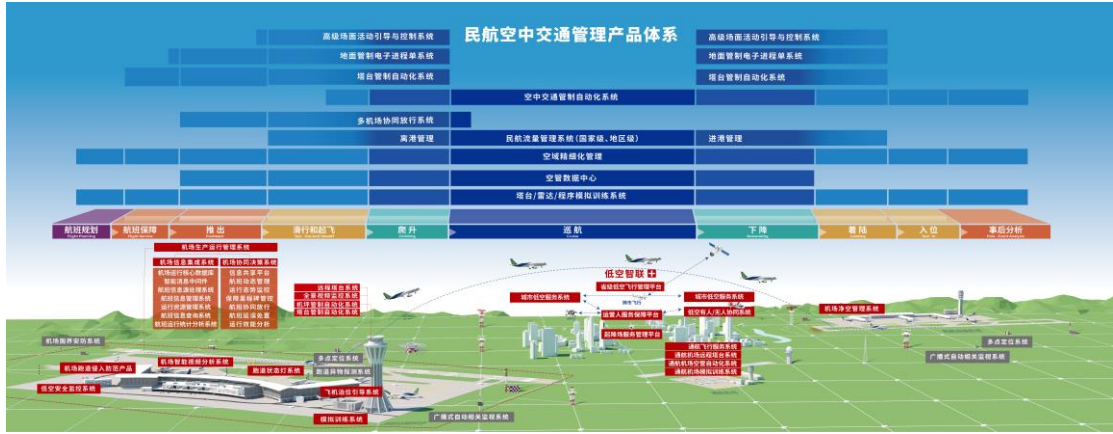 民航空中交通管理产品体系
高级场面活动引导与控制系统
高级场面活动引导与控制系统
地面管制电子进程单系统
地面管制电子进程单系统
塔台管制自动化系统
塔台管制自动化系统
空中交通管制自动化系统
多机场协同放行系统
离港管理
民航流量管理系统(国家级、地区级)
进港管理
空域精细化管理
空管数据中心
塔台/雷达/程序模拟训练系统
航班规划
航班保障
推出
滑行和起飞
爬升
巡航
下降
着陆
入位
事后分析
Flight Planning
Flight Service
Pushback
Climbing
Cruise
Landing
机场生产运行管理系统
机场信息集成系统
机场运行核心数据库
智能消息中间件
航班信息源处理系统
航班信息管理系统
运行资源管理系统
航班信息查询系统
航班运行统计分析系统
机场协同决策系统
信息共享平台
航班动态管理
运行态势监控
保障里程碑管控
航班协同放行
航班延误处置
运行效能分析
远程塔台系统
全景视频监控系统
机坪管制自动化系统
塔台管制自动化系统
低空智联
省级低空飞行管理平台
城市低空服务系统
城市飞行
城市低空服务系统
运营人服务保障平台
低空有人/无人协同系统
起降场服务管理平台
通航飞行服务系统
通航机场远程塔台系统
通航机场空管自动化系统
通航机场模拟训练系统
机场净空管理系统
多点定位系统
广播式自动相关监视系统
机场围界安防系统
机场智能视频分析系统
多点定位系统
机场跑道侵入防范产品
跑道状态灯系统
跑道异物探测系统
低空安全监控系统
飞机泊位引导系统
模拟训练系统
广播式自动相关监视系统